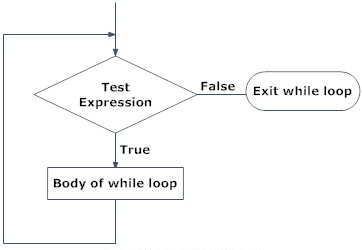 Test
Expression
False
Exit while loop
True
Body of while loop